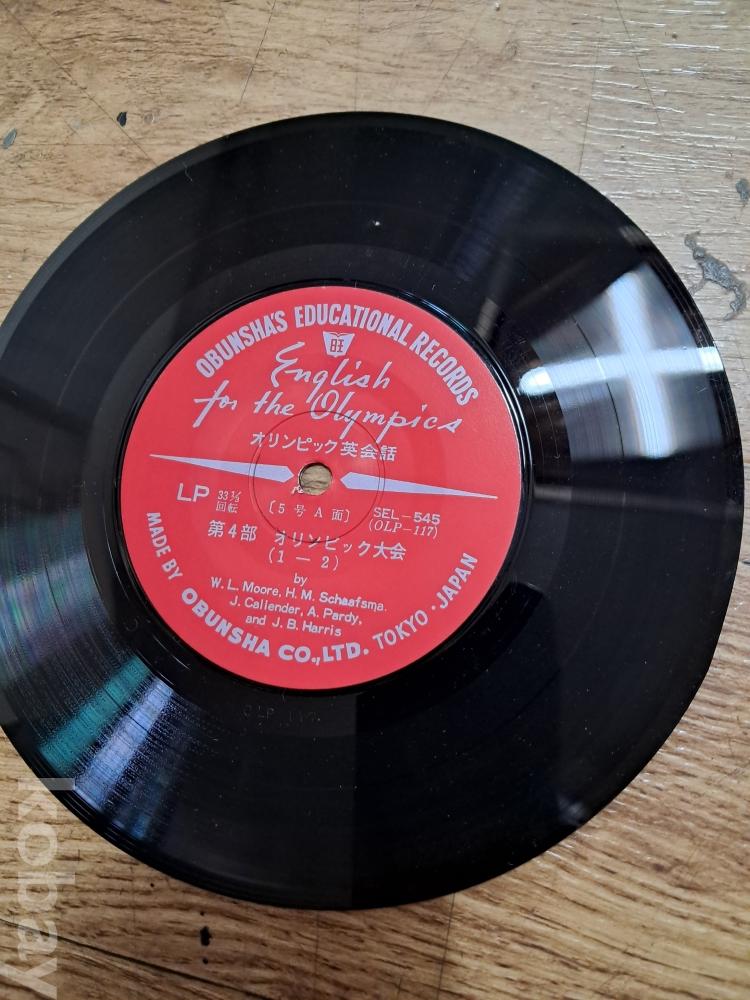 OBUNSHA'S EDUCATIONAL RECORDS
旺
English
for the Olympics
オリンピック英会話
LP 33⅓回転
〔5号A面〕
SEL-545
(OLP-117)
第4部 オリンピック大会
(1—2)
by
W. L. Moore, H. M. Schaafsma.
J. Callender, A. Pardy,
and J. B. Harris
MADE BY OBUNSHA CO., LTD. TOKYO・JAPAN
OLP 117
kobay